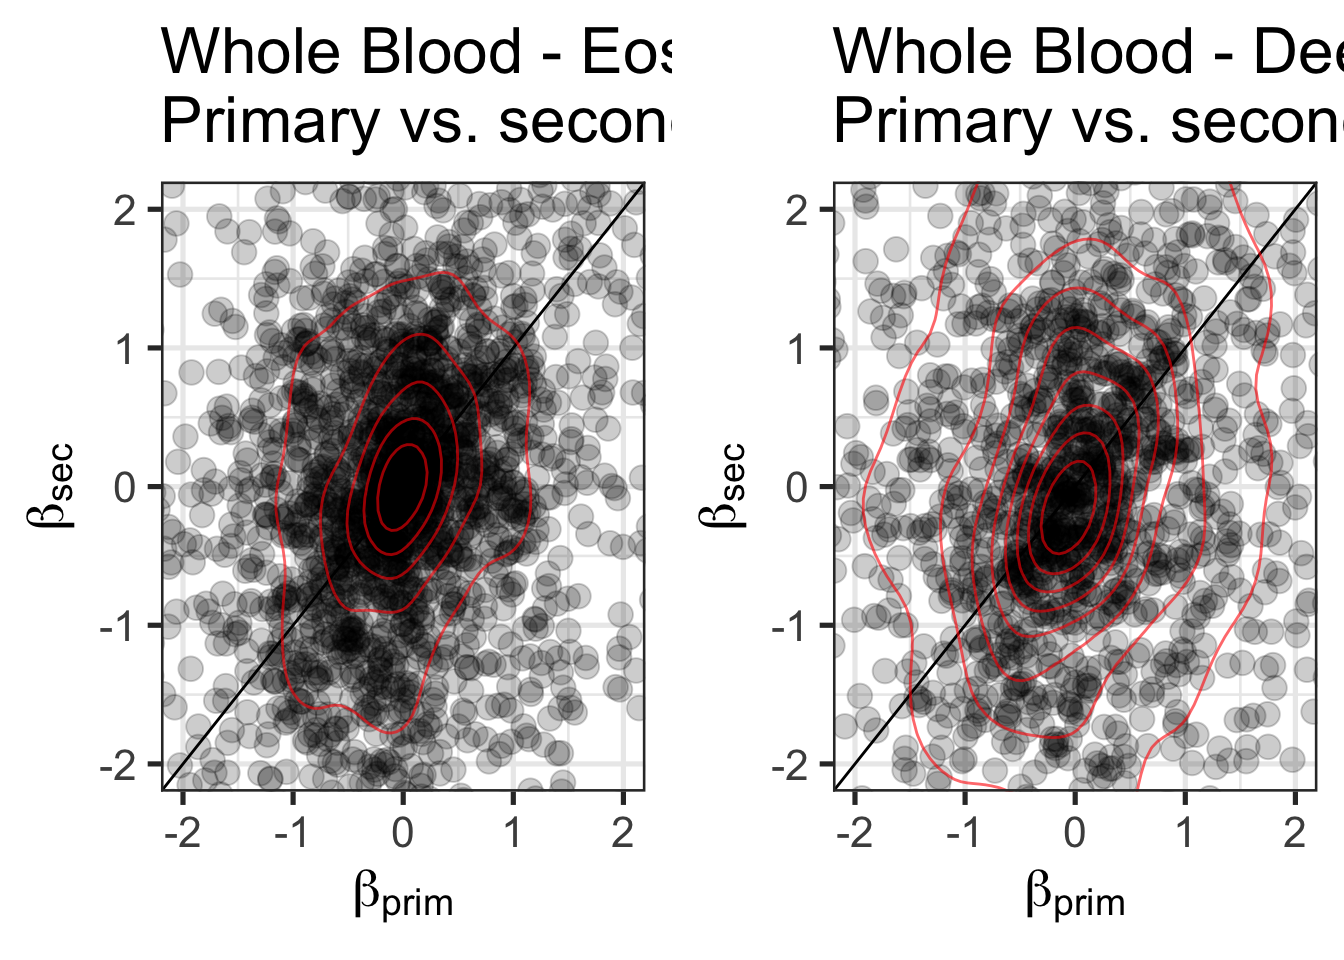 Whole Blood - Eos
Primary vs. secon
2
1
0
-1
-2
-2 -1 0 1 2
βsec
βprim
Whole Blood - Dee
Primary vs. secon
2
1
0
-1
-2
-2 -1 0 1 2
βsec
βprim